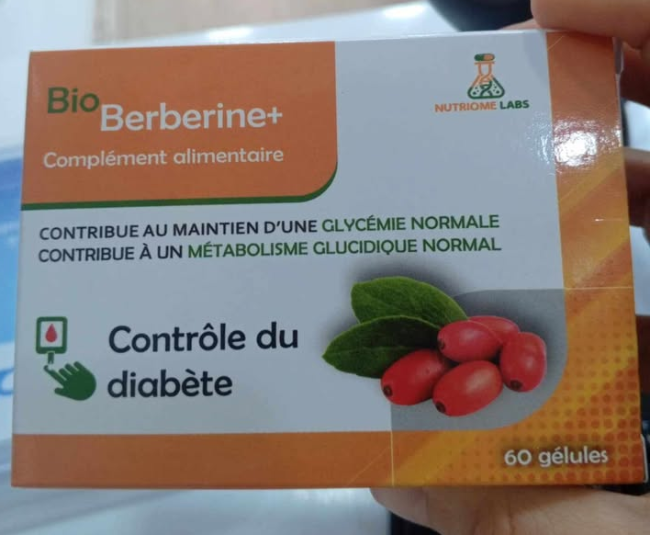 Bio Berberine+
Complément alimentaire
NUTRIOME LABS
CONTRIBUE AU MAINTIEN D'UNE GLYCÉMIE NORMALE
CONTRIBUE À UN MÉTABOLISME GLUCIDIQUE NORMAL
Contrôle du
diabète
60 gélules